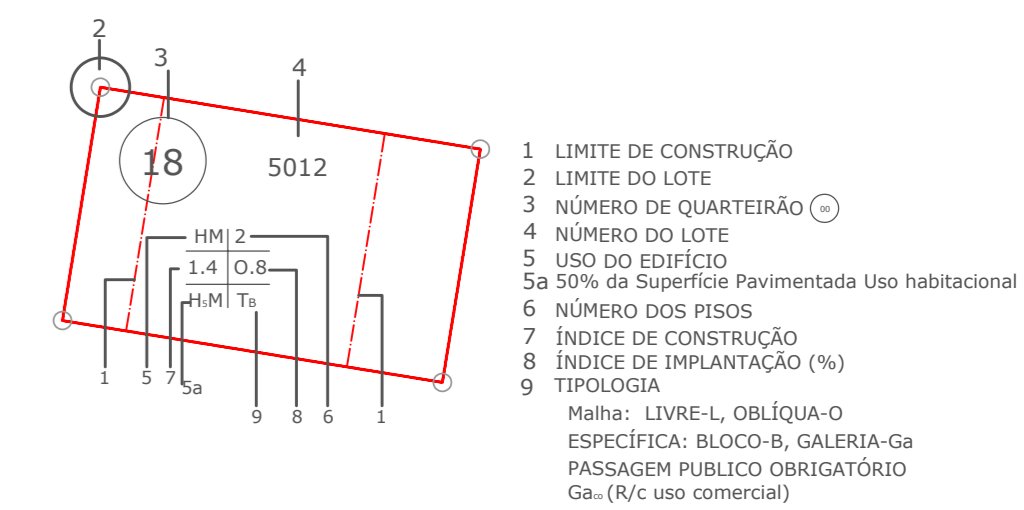 2
3
4
18
5012
HM 2
1.4 O.8
H5M TB
1 5 7 5a 9 8 6 1
1 LIMITE DE CONSTRUÇÃO
2 LIMITE DO LOTE
3 NÚMERO DE QUARTEIRÃO 00
4 NÚMERO DO LOTE
5 USO DO EDIFÍCIO
5a 50% da Superfície Pavimentada Uso habitacional
6 NÚMERO DOS PISOS
7 ÍNDICE DE CONSTRUÇÃO
8 ÍNDICE DE IMPLANTAÇÃO (%)
9 TIPOLOGIA
Malha: LIVRE-L, OBLÍQUA-O
ESPECÍFICA: BLOCO-B, GALERIA-Ga
PASSAGEM PUBLICO OBRIGATÓRIO
Gaco (R/c uso comercial)